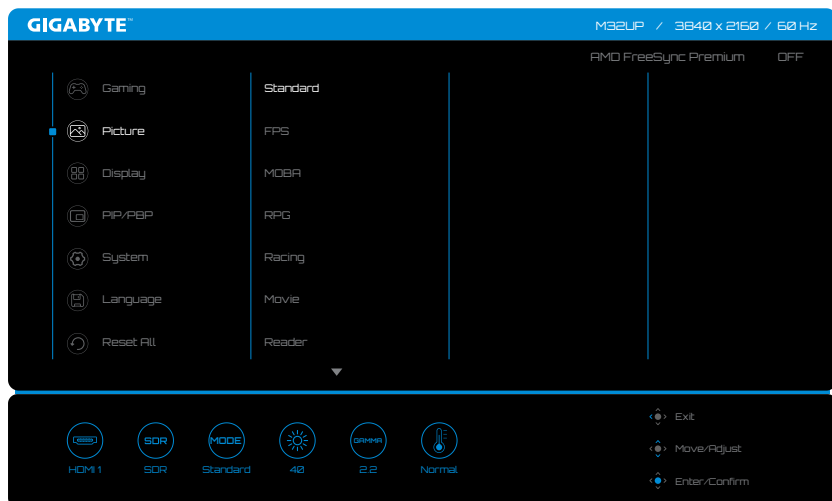 GIGABYTE™
M32UP / 3840 x 2160 / 60 Hz
AMD FreeSync Premium OFF
Gaming
Picture
Display
PIP/PBP
System
Language
Reset All
Standard
FPS
MOBA
RPG
Racing
Movie
Reader
SDR
MODE
GAMMA
HDMI 1
SDR
Standard
40
2.2
Normal
Exit
Move/Adjust
Enter/Confirm